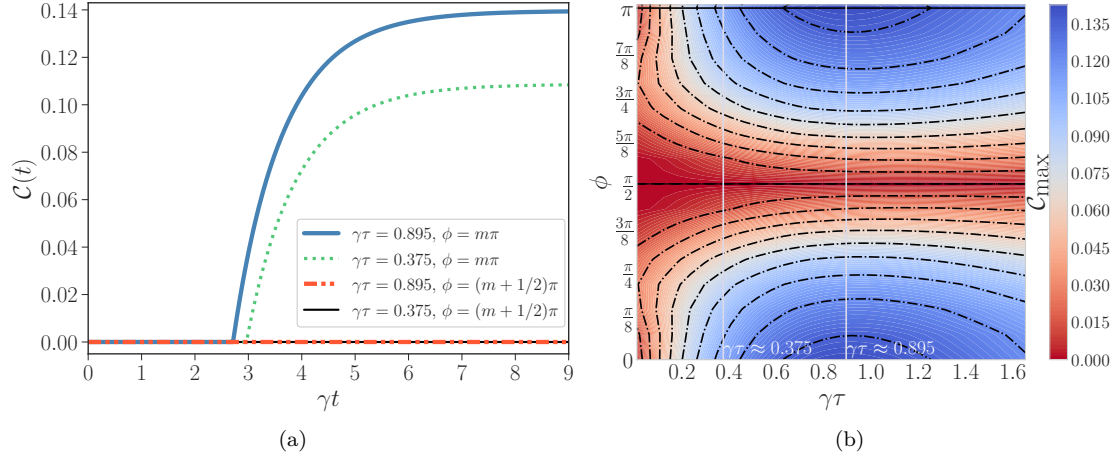 0.14
0.12
0.10
0.08
0.06
0.04
0.02
0.00
C(t)
0 1 2 3 4 5 6 7 8 9
γt
γτ = 0.895, ϕ = mπ
γτ = 0.375, ϕ = mπ
γτ = 0.895, ϕ = (m + 1/2)π
γτ = 0.375, ϕ = (m + 1/2)π
(a)
π
7π/8
3π/4
5π/8
π/2
3π/8
π/4
π/8
0
ϕ
0.2 0.4 0.6 0.8 1.0 1.2 1.4 1.6
γτ
γτ ≈ 0.375
γτ ≈ 0.895
C_max
0.135
0.120
0.105
0.090
0.075
0.060
0.045
0.030
0.015
0.000
(b)